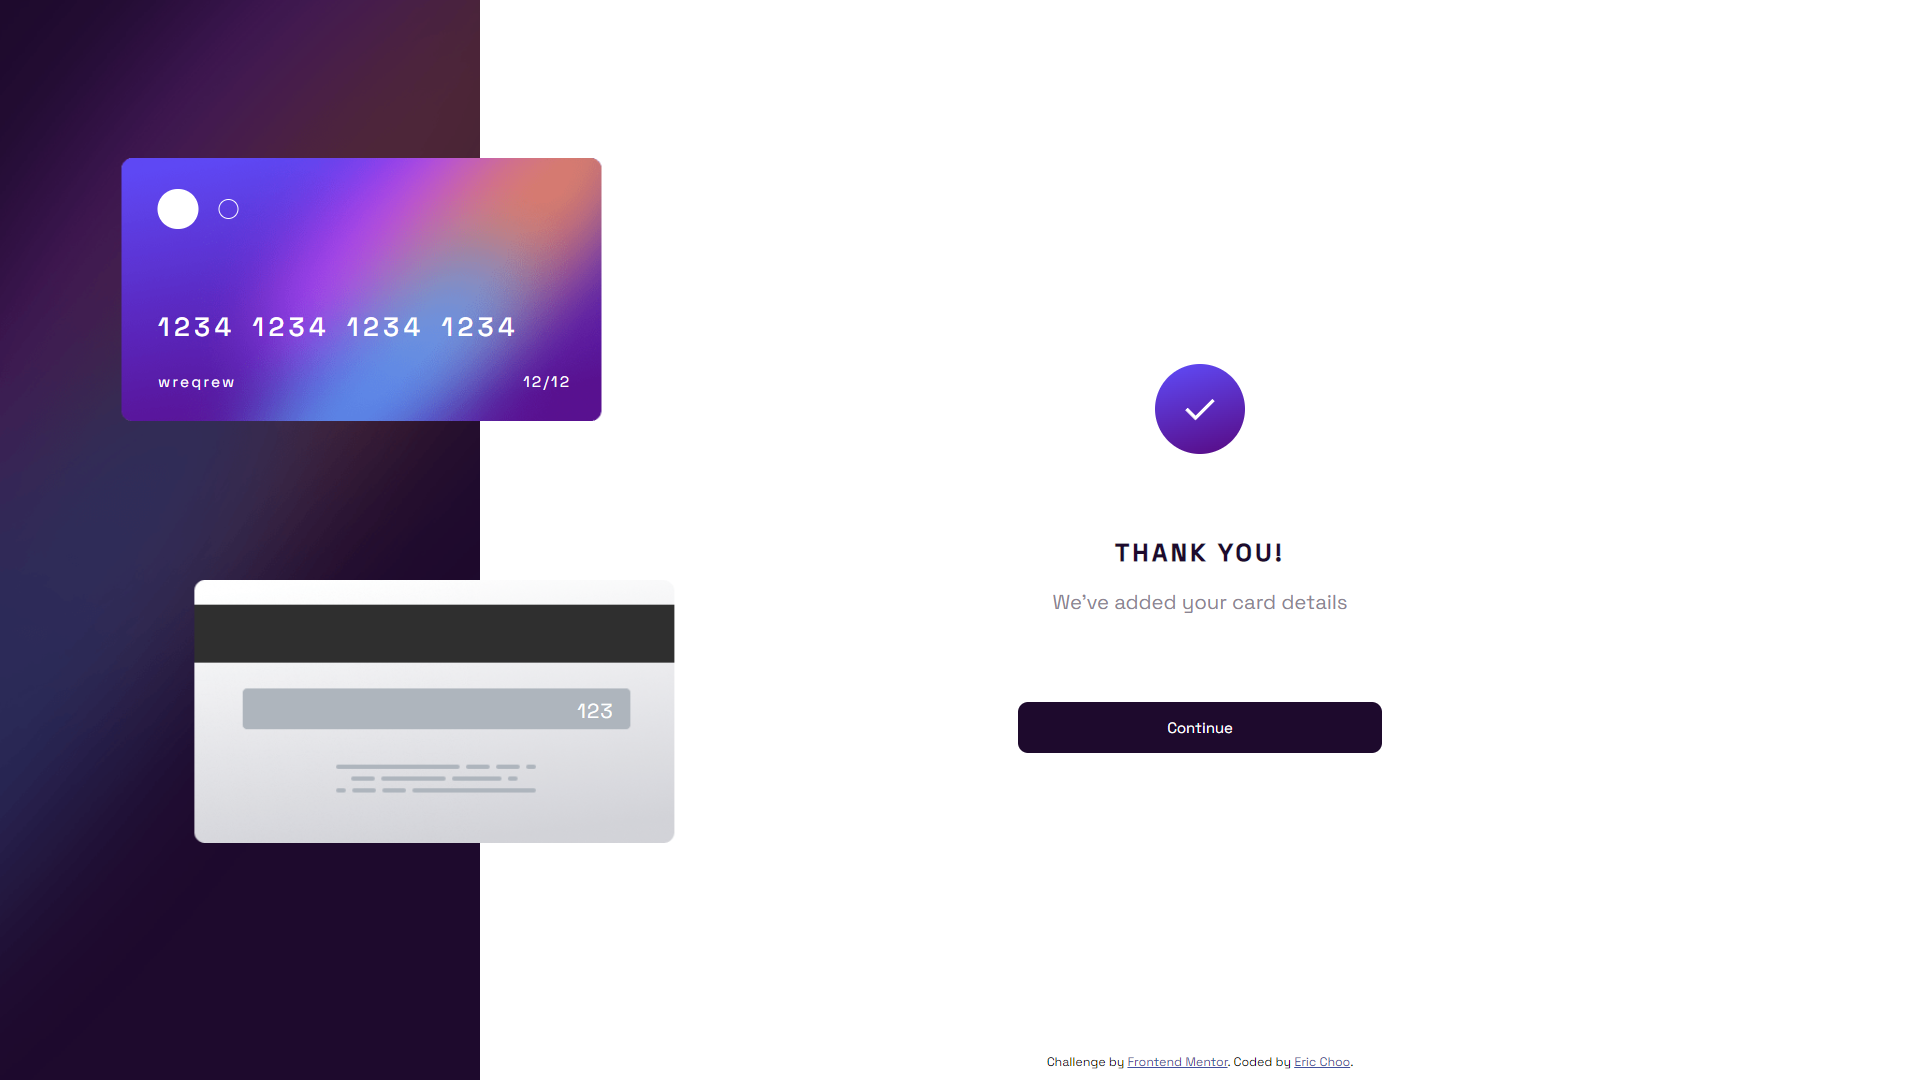 1234 1234 1234 1234
wreqrew 12/12
123
THANK YOU!
We've added your card details
Continue
Challenge by Frontend Mentor. Coded by Eric Choo.